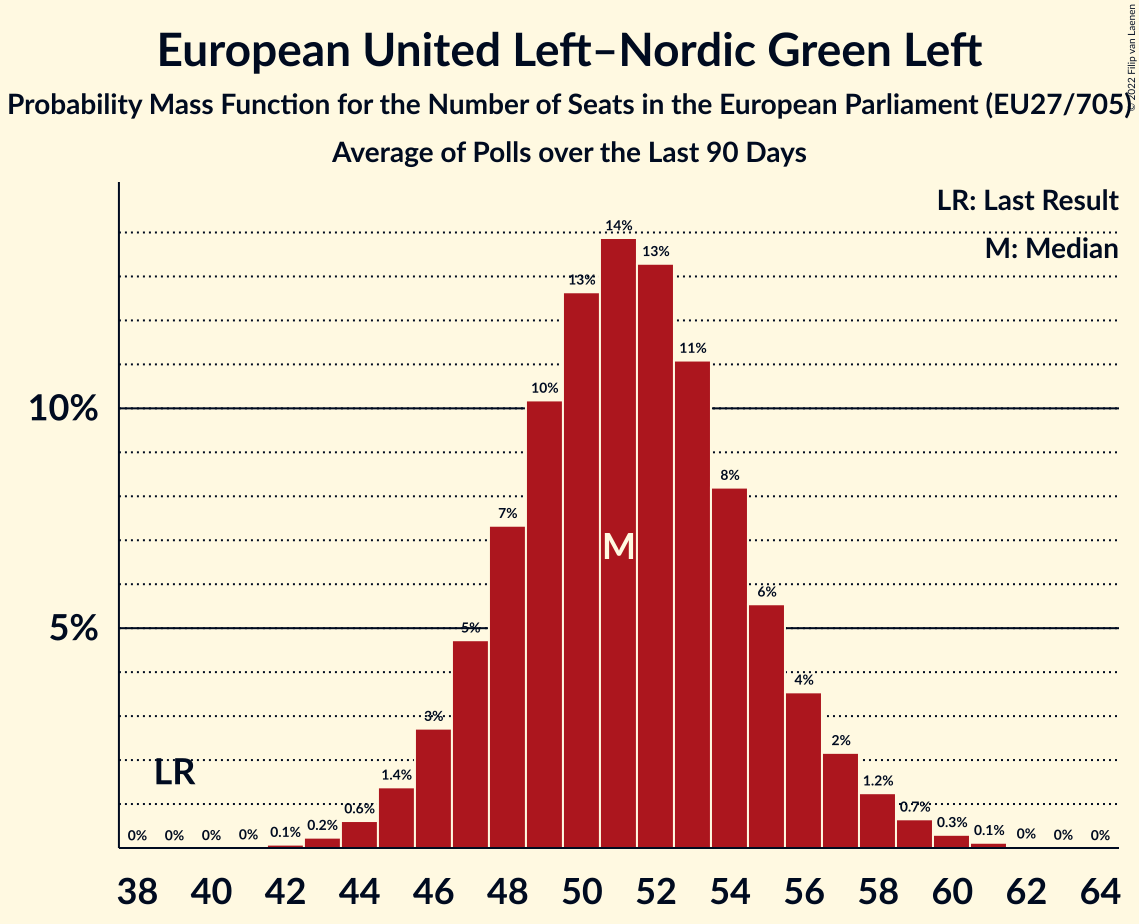 European United Left–Nordic Green Left
Probability Mass Function for the Number of Seats in the European Parliament (EU27/705)
Average of Polls over the Last 90 Days
© 2022 Filip van Laenen
LR: Last Result
M: Median
14%
13%
13%
11%
10%
10%
8%
7%
M
6%
5%
5%
4%
3%
2%
LR
1.4%
1.2%
0.6%
0.7%
0.2%
0.3%
0% 0% 0% 0% 0.1% 0.1% 0% 0% 0%
38 40 42 44 46 48 50 52 54 56 58 60 62 64